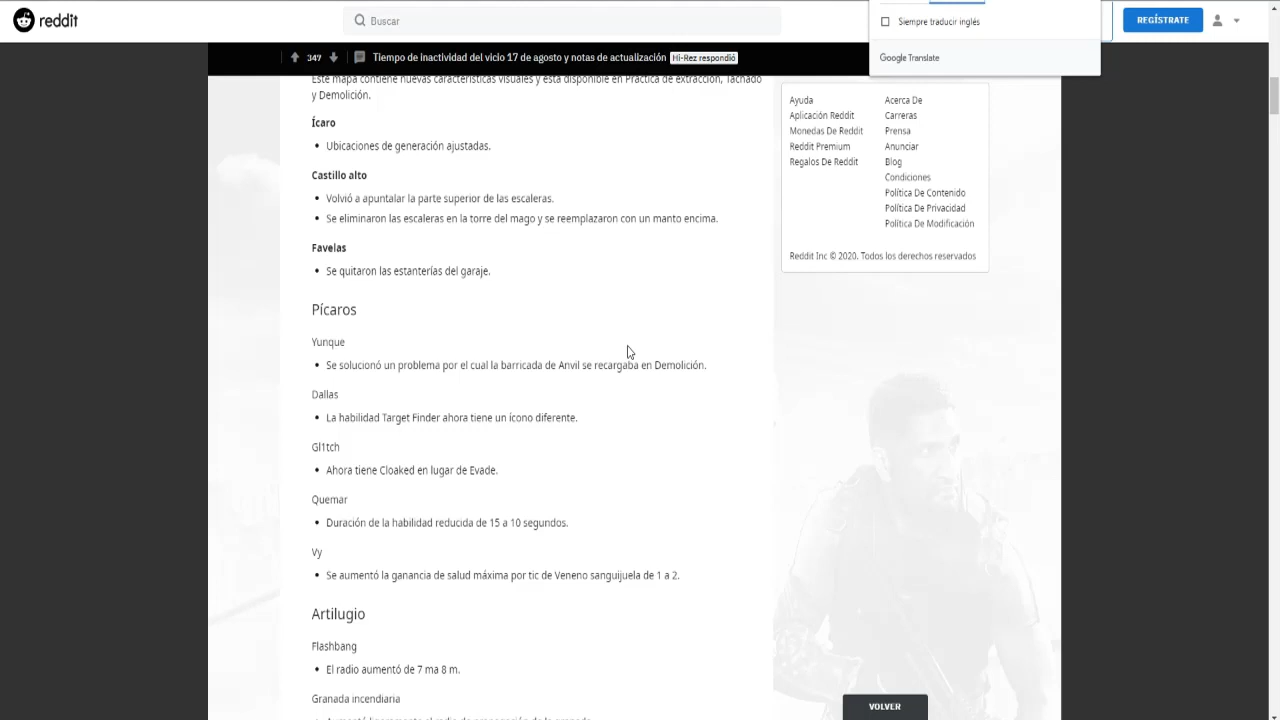 reddit
Buscar
Siempre traducir inglés
Google Translate
REGÍSTRATE
347
Tiempo de inactividad del vicio 17 de agosto y notas de actualización Hi-Rez respondió
Este mapa contiene nuevas características visuales y está disponible en Práctica de extracción, Tachado
y Demolición.
Ícaro
• Ubicaciones de generación ajustadas.
Castillo alto
• Volvió a apuntalar la parte superior de las escaleras.
• Se eliminaron las escaleras en la torre del mago y se reemplazaron con un manto encima.
Favelas
• Se quitaron las estanterías del garaje.
Pícaros
Yunque
• Se solucionó un problema por el cual la barricada de Anvil se recargaba en Demolición.
Dallas
• La habilidad Target Finder ahora tiene un ícono diferente.
Gl1tch
• Ahora tiene Cloaked en lugar de Evade.
Quemar
• Duración de la habilidad reducida de 15 a 10 segundos.
Vy
• Se aumentó la ganancia de salud máxima por tic de Veneno sanguijuela de 1 a 2.
Artilugio
Flashbang
• El radio aumentó de 7 ma 8 m.
Granada incendiaria
Ayuda
Aplicación Reddit
Monedas De Reddit
Reddit Premium
Regalos De Reddit
Acerca De
Carreras
Prensa
Anunciar
Blog
Condiciones
Política De Contenido
Política De Privacidad
Política De Modificación
Reddit Inc © 2020. Todos los derechos reservados
VOLVER